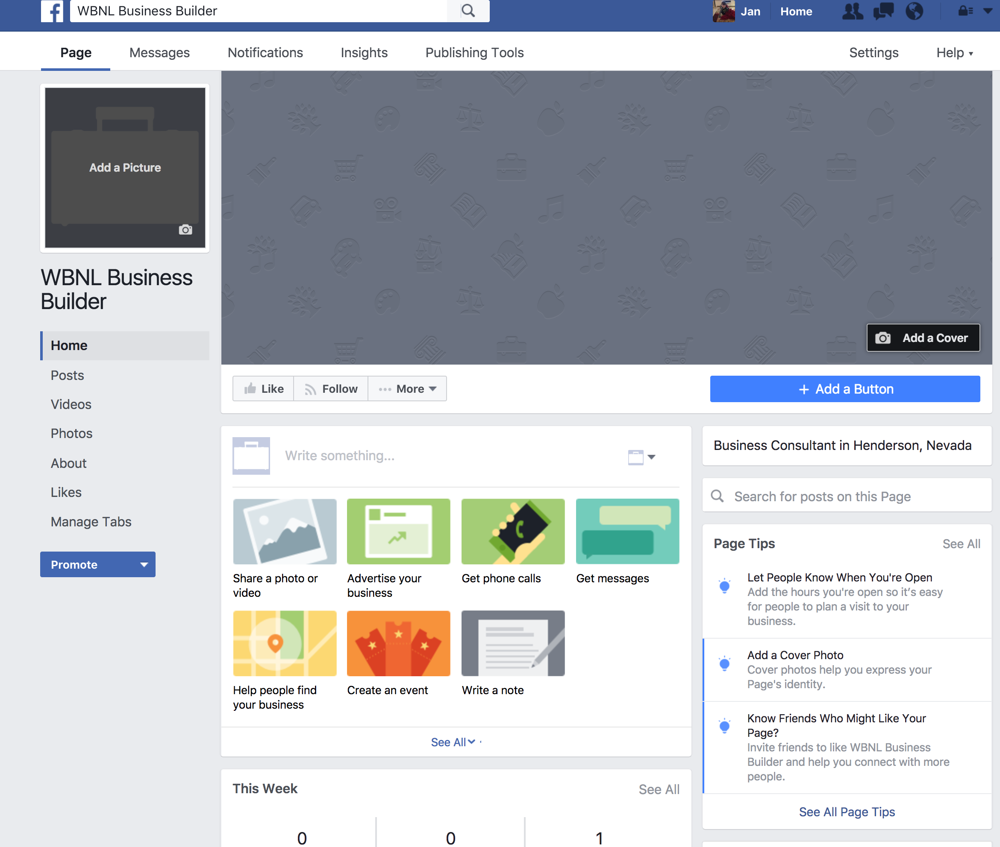 WBNL Business Builder
Jan
Home
Page
Messages
Notifications
Insights
Publishing Tools
Settings
Help
Add a Picture
WBNL Business
Builder
Home
Posts
Videos
Photos
About
Likes
Manage Tabs
Promote
Add a Cover
Like
Follow
More
+ Add a Button
Write something...
Share a photo or
video
Advertise your
business
Get phone calls
Get messages
Help people find
your business
Create an event
Write a note
See All
This Week
See All
0
0
1
Business Consultant in Henderson, Nevada
Search for posts on this Page
Page Tips
See All
Let People Know When You're Open
Add the hours you're open so it’s easy
for people to plan a visit to your
business.
Add a Cover Photo
Cover photos help you express your
Page's identity.
Know Friends Who Might Like Your
Page?
Invite friends to like WBNL Business
Builder and help you connect with more
people.
See All Page Tips